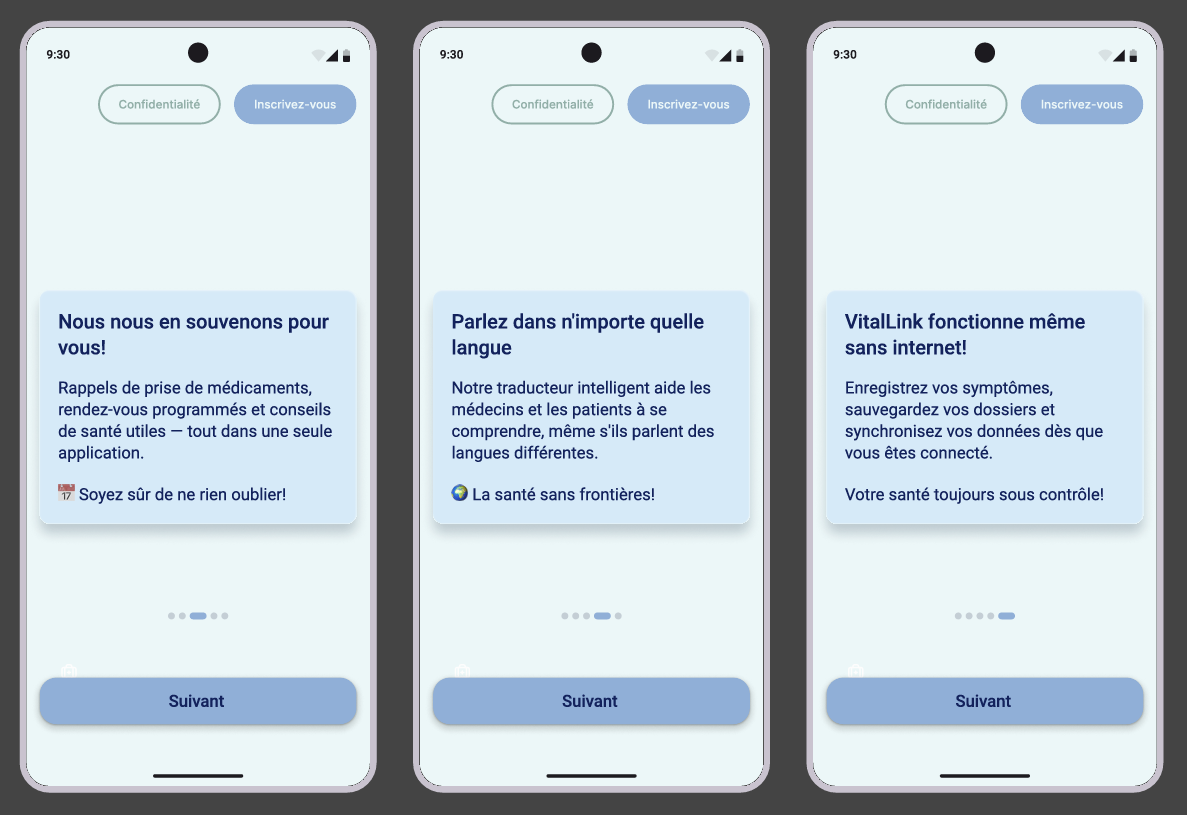 9:30
Confidentialité
Inscrivez-vous
Nous nous en souvenons pour
vous!
Rappels de prise de médicaments,
rendez-vous programmés et conseils
de santé utiles — tout dans une seule
application.
📅 Soyez sûr de ne rien oublier!
Suivant
9:30
Confidentialité
Inscrivez-vous
Parlez dans n'importe quelle
langue
Notre traducteur intelligent aide les
médecins et les patients à se
comprendre, même s'ils parlent des
langues différentes.
🌍 La santé sans frontières!
Suivant
9:30
Confidentialité
Inscrivez-vous
VitalLink fonctionne même
sans internet!
Enregistrez vos symptômes,
sauvegardez vos dossiers et
synchronisez vos données dès que
vous êtes connecté.
Votre santé toujours sous contrôle!
Suivant